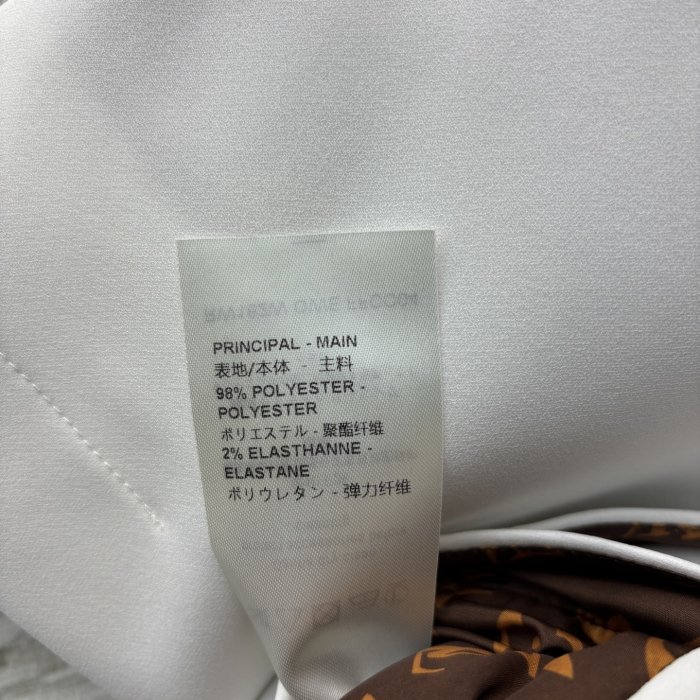 PRINCIPAL - MAIN
表地/本体 - 主料
98% POLYESTER -
POLYESTER
ポリエステル - 聚酯纤维
2% ELASTHANNE -
ELASTANE
ポリウレタン - 弹力纤维